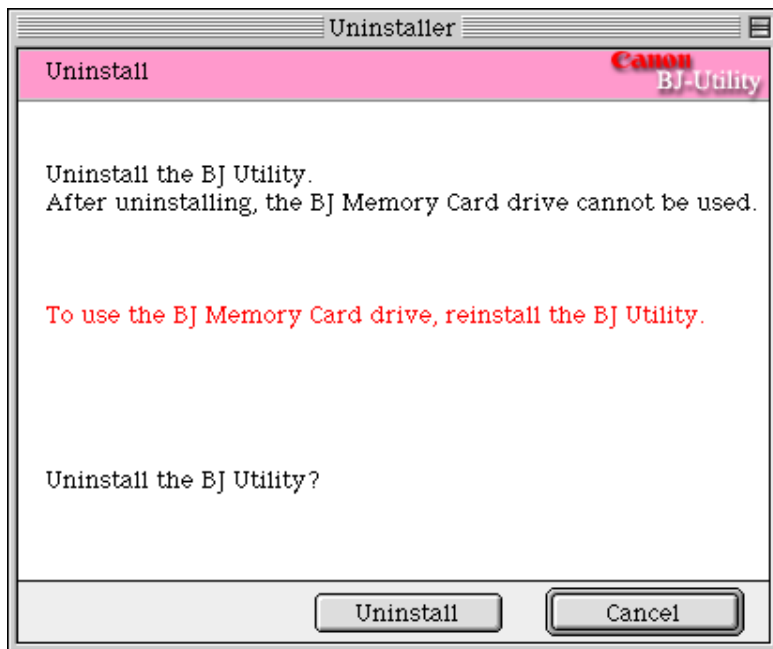 Uninstaller
Uninstall
Canon
BJ-Utility
Uninstall the BJ Utility.
After uninstalling, the BJ Memory Card drive cannot be used.
To use the BJ Memory Card drive, reinstall the BJ Utility.
Uninstall the BJ Utility?
Uninstall
Cancel